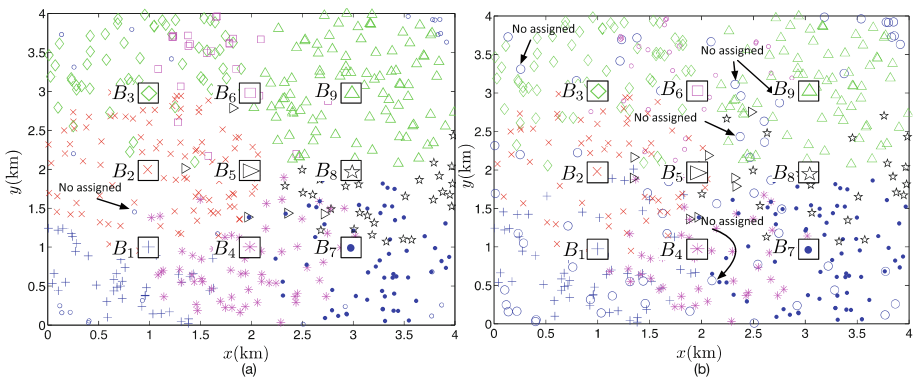 4
3.5
3
2.5
2
1.5
1
0.5
0
y(km)
B3
B6
B9
B2
B5
B8
No assigned
B1
B4
B7
0 0.5 1 1.5 2 2.5 3 3.5 4
x(km)
(a)
4
3.5
3
2.5
2
1.5
1
0.5
0
y(km)
No assigned
No assigned
B3
B6
B9
No assigned
B2
B5
B8
No assigned
B1
B4
B7
0 0.5 1 1.5 2 2.5 3 3.5 4
x(km)
(b)